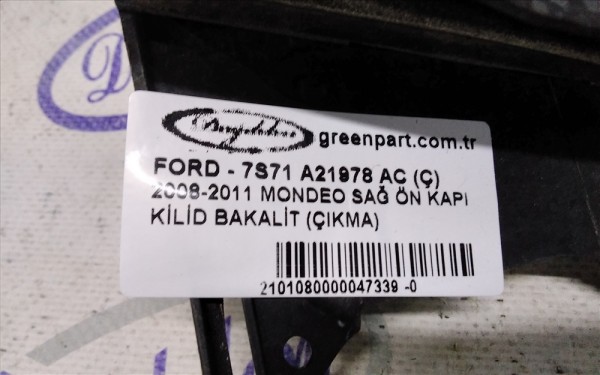 greenpart.com.tr
FORD - 7S71 A21978 AC (Ç)
2008-2011 MONDEO SAĞ ÖN KAPI
KİLİD BAKALİT (ÇIKMA)
2101080000047339 -0